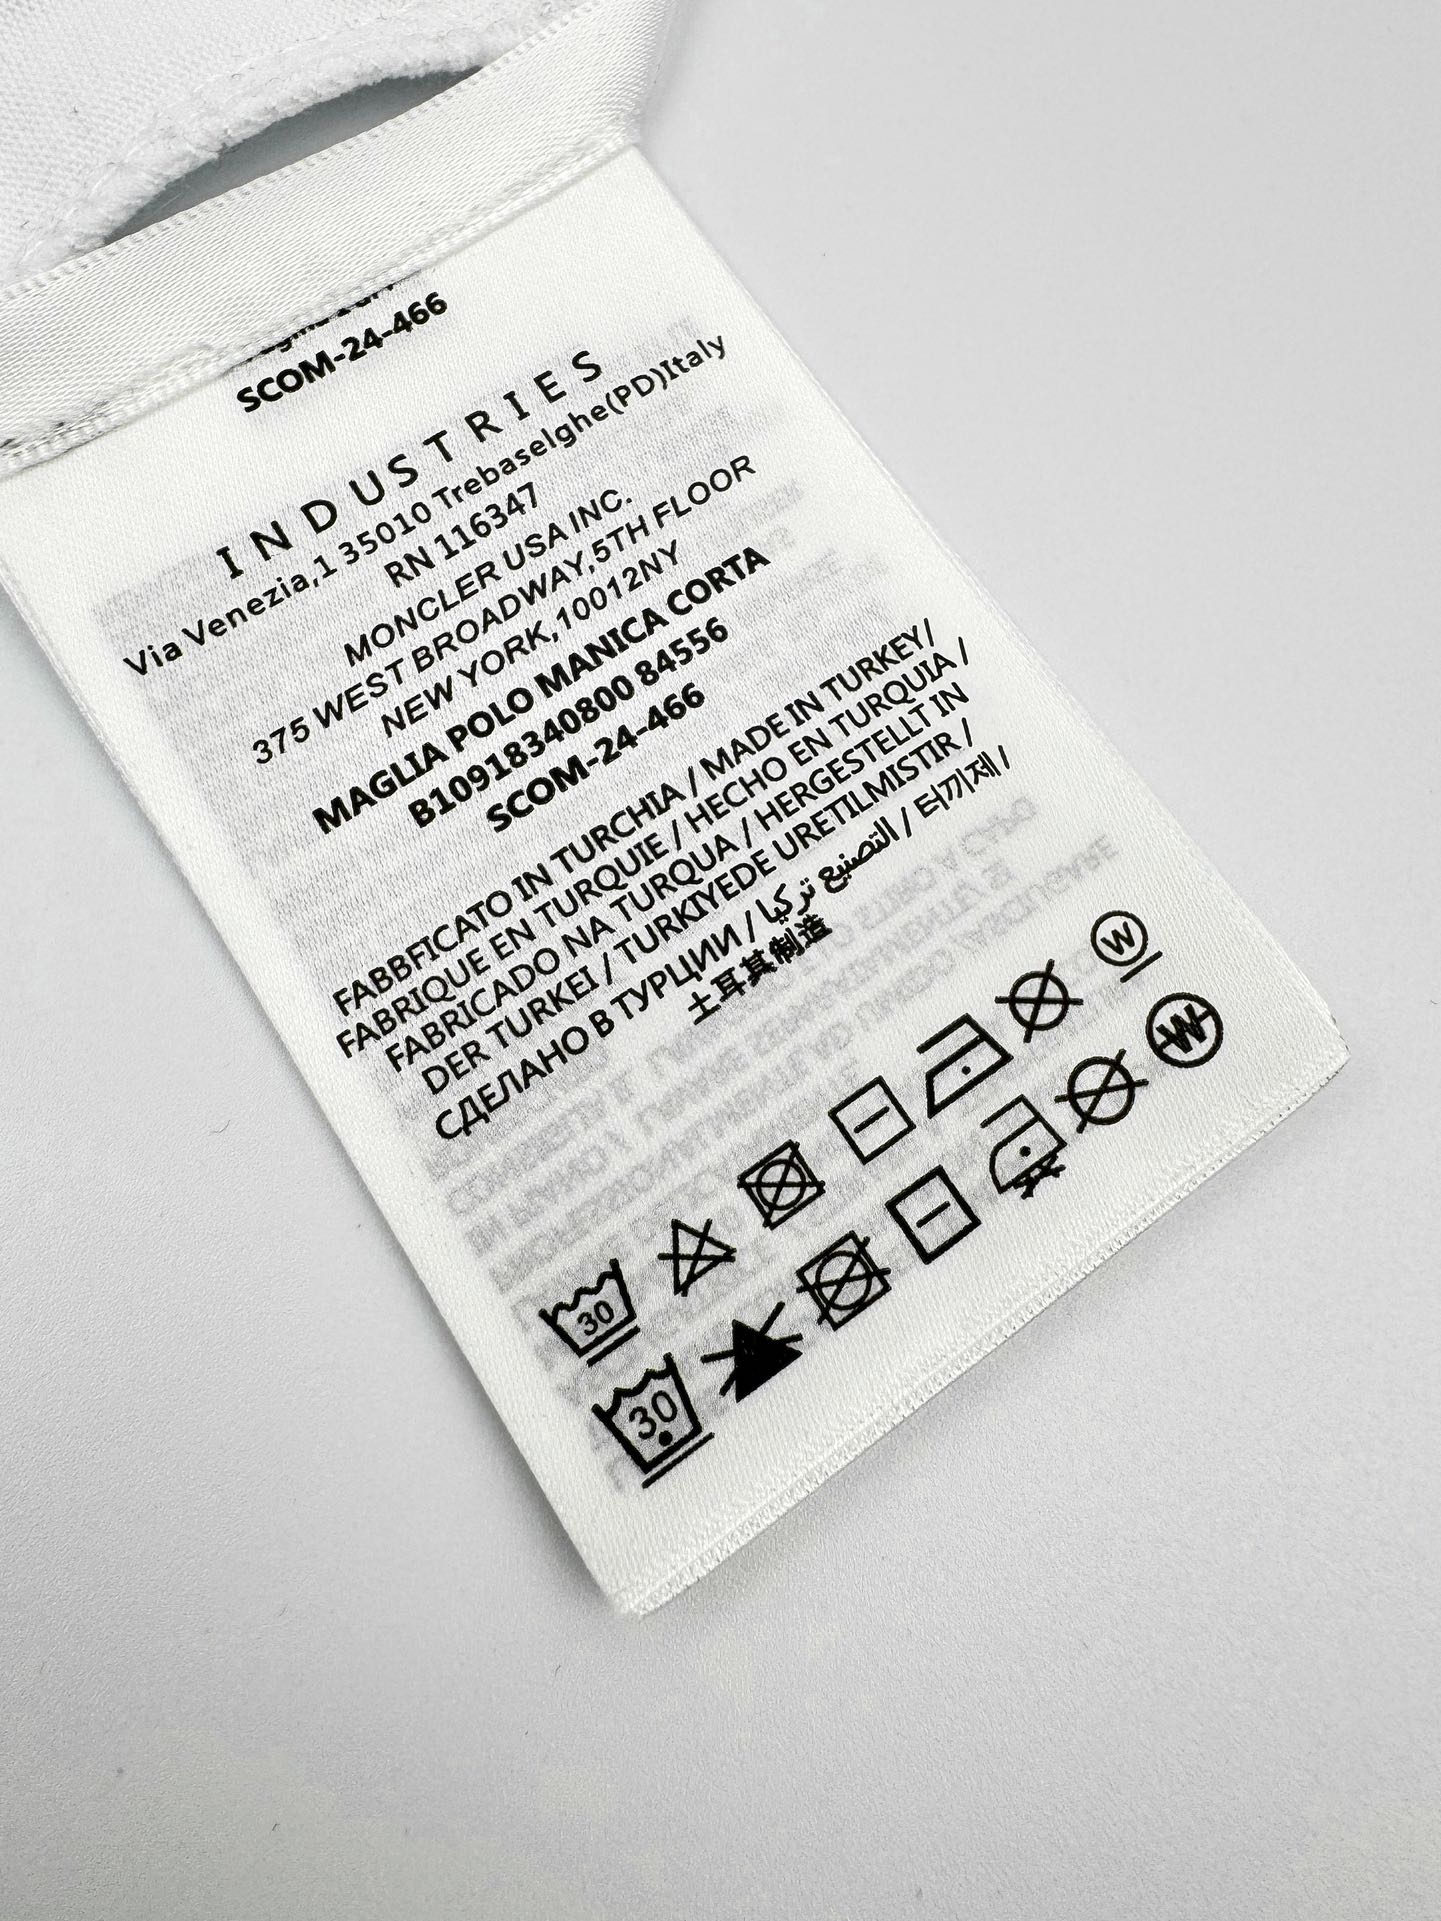 SCOM-24-466
INDUSTRIES
Via Venezia,1 35010 Trebaselghe(PD)Italy
RN 116347
MONCLER USA INC.
375 WEST BROADWAY,5TH FLOOR
NEW YORK,10012NY
MAGLIA POLO MANICA CORTA
B10918340800 84556
SCOM-24-466
FABBFICATO IN TURCHIA / MADE IN TURKEY/
FABRIQUE EN TURQUIE / HECHO EN TURQUIA /
FABRICADO NA TURQUA / HERGESTELLT IN
DER TURKEI / TURKIYEDE URETILMISTIR /
СДЕЛАНО В ТУРЦИИ / التصنيع تركيا / 터끼제 /
土耳其制造
W
30
W
30